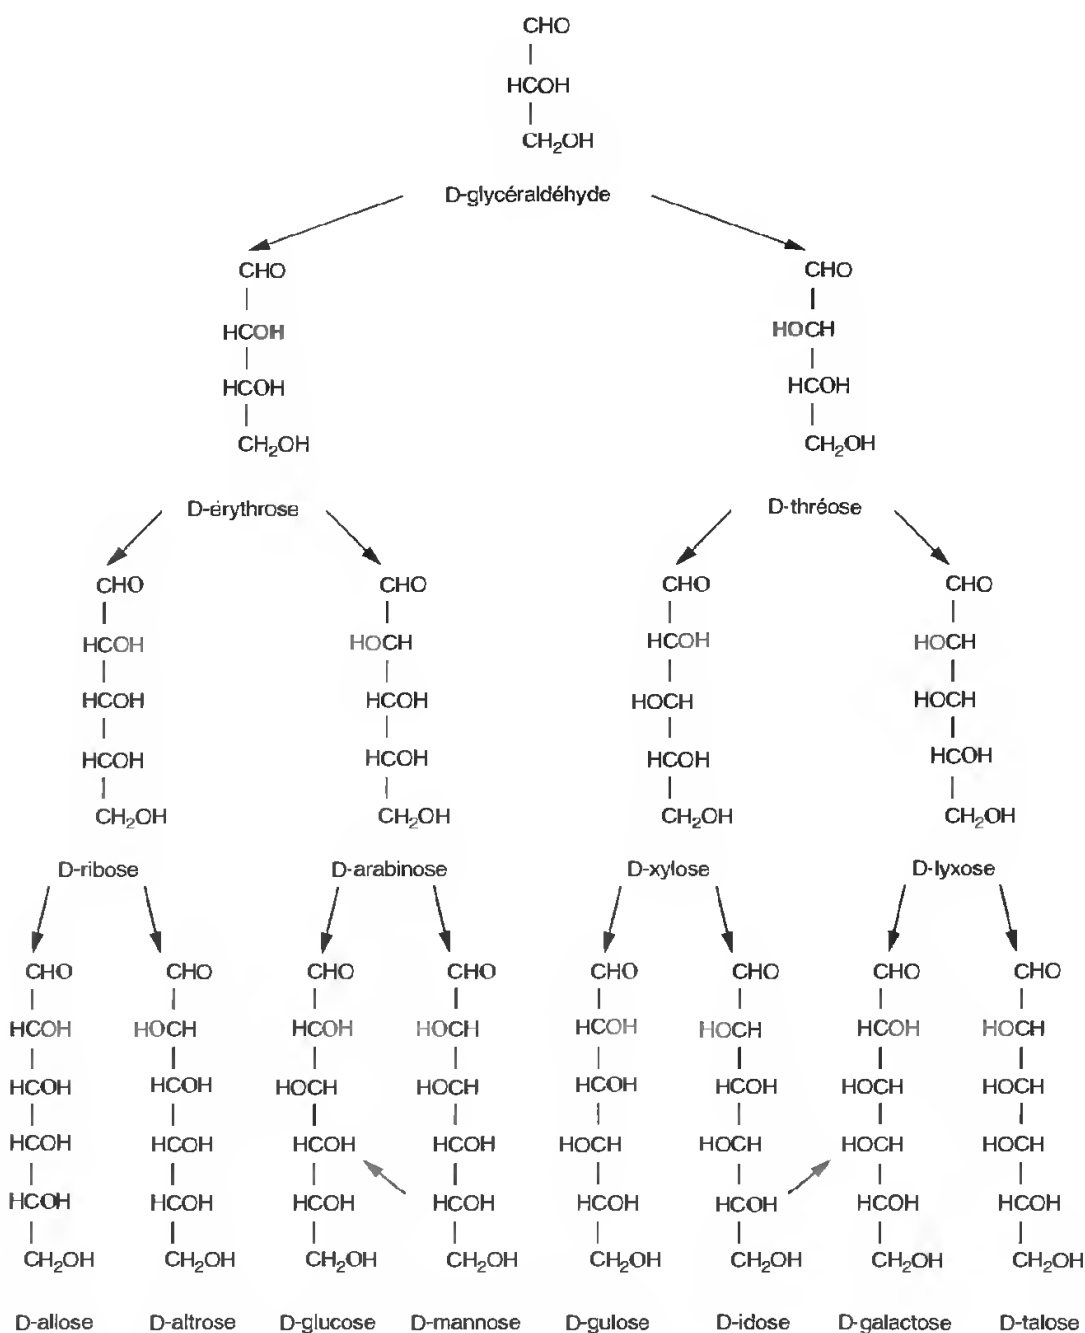 CHO
HCOH
CH₂OH
D-glycéraldéhyde
CHO CHO
HCOH HOCH
HCOH HCOH
CH₂OH CH₂OH
D-érythrose D-thréose
CHO CHO CHO CHO
HCOH HOCH HCOH HOCH
HCOH HCOH HOCH HOCH
HCOH HCOH HCOH HCOH
CH₂OH CH₂OH CH₂OH CH₂OH
D-ribose D-arabinose D-xylose D-lyxose
CHO CHO CHO CHO CHO CHO CHO CHO
HCOH HOCH HCOH HOCH HCOH HOCH HCOH HOCH
HCOH HCOH HOCH HOCH HCOH HCOH HOCH HOCH
HCOH HCOH HCOH HCOH HOCH HOCH HOCH HOCH
HCOH HCOH HCOH HCOH HCOH HCOH HCOH HCOH
CH₂OH CH₂OH CH₂OH CH₂OH CH₂OH CH₂OH CH₂OH CH₂OH
D-allose D-altrose D-glucose D-mannose D-gulose D-idose D-galactose D-talose